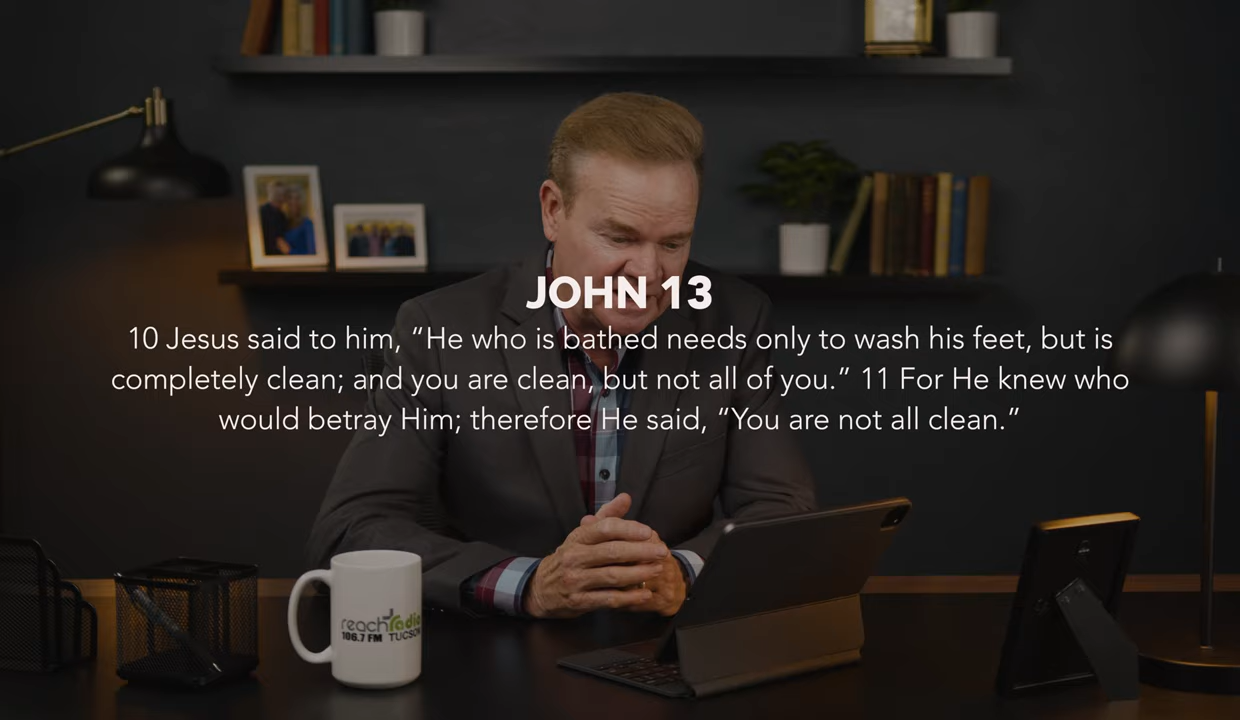 JOHN 13
10 Jesus said to him, “He who is bathed needs only to wash his feet, but is
completely clean; and you are clean, but not all of you.” 11 For He knew who
would betray Him; therefore He said, “You are not all clean.”
reachradio
106.7 FM TUCSON